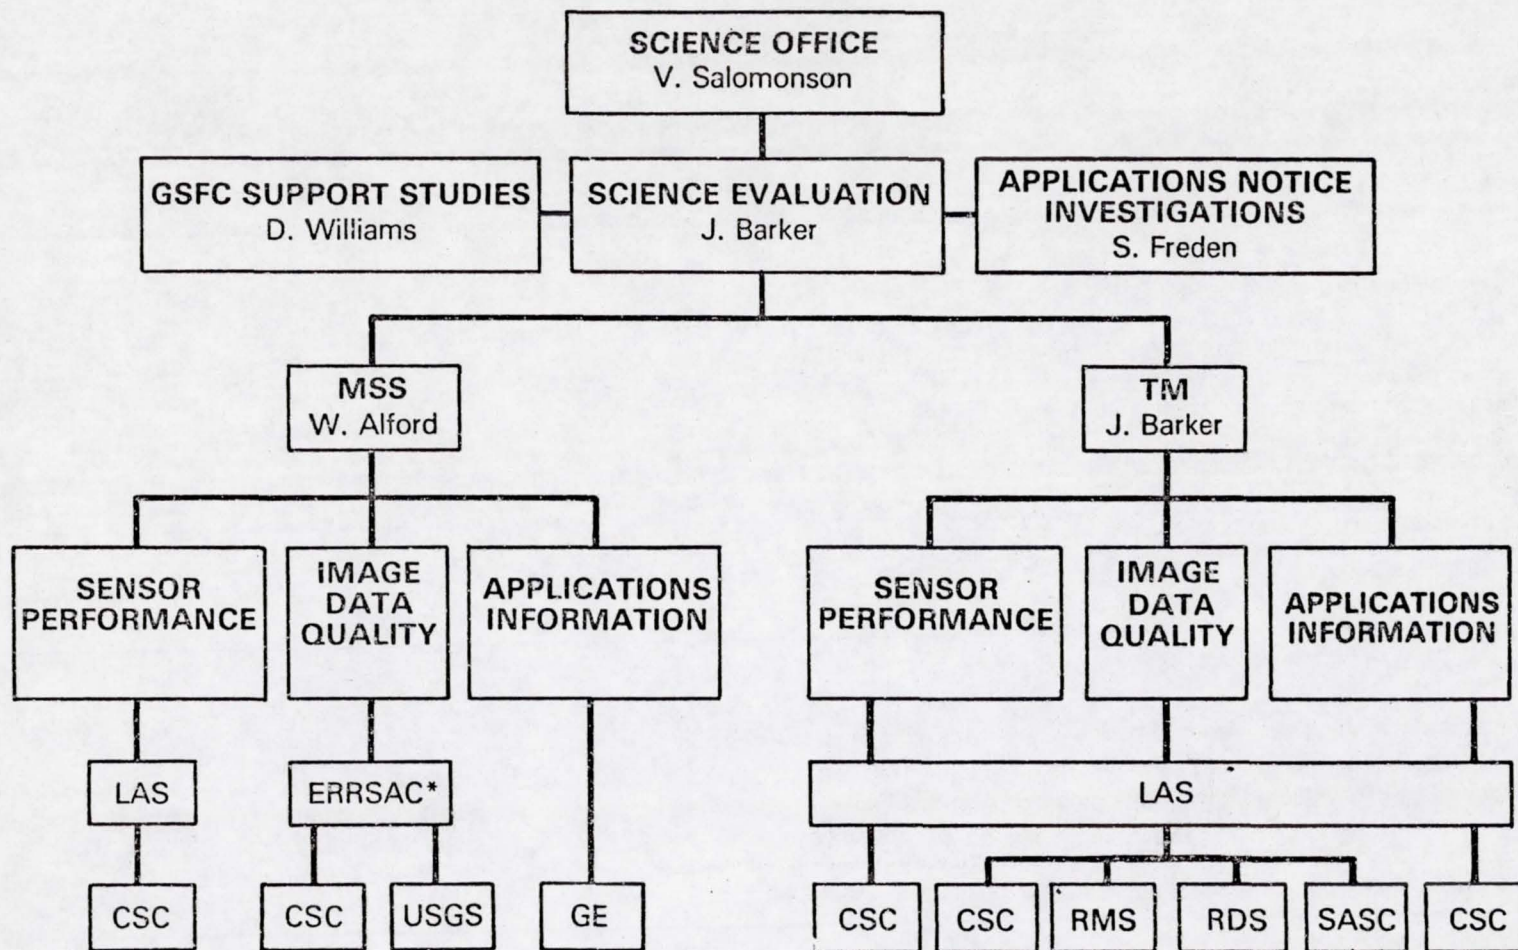 SCIENCE OFFICE
V. Salomonson
GSFC SUPPORT STUDIES
D. Williams
SCIENCE EVALUATION
J. Barker
APPLICATIONS NOTICE
INVESTIGATIONS
S. Freden
MSS
W. Alford
TM
J. Barker
SENSOR
PERFORMANCE
IMAGE
DATA
QUALITY
APPLICATIONS
INFORMATION
SENSOR
PERFORMANCE
IMAGE
DATA
QUALITY
APPLICATIONS
INFORMATION
LAS
ERRSAC*
LAS
CSC
CSC
USGS
GE
CSC
CSC
RMS
RDS
SASC
CSC